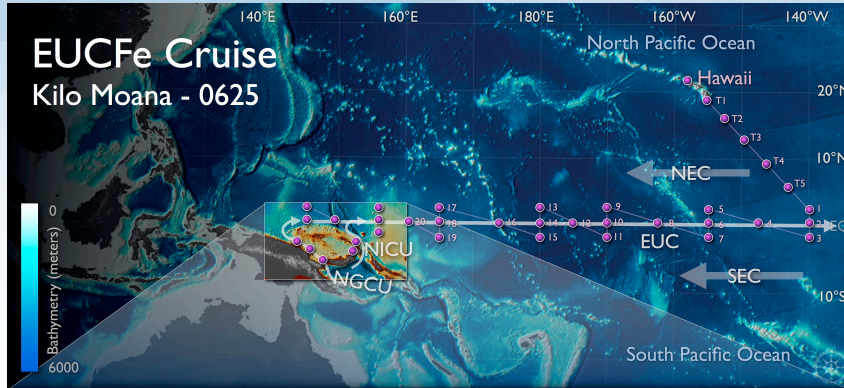 140°E 160°E 180°E 160°W 140°W
EUCFe Cruise
Kilo Moana - 0625
North Pacific Ocean
Hawaii
20°N
T1
T2
T3
T4
T5
10°N
NEC
0
17 13 9 5 1
20 18 16 14 12 10 8 6 4 2
19 15 11 7 3
EUC
NICU
NGCU
SEC
10°S
Bathymetry (meters)
6000
South Pacific Ocean